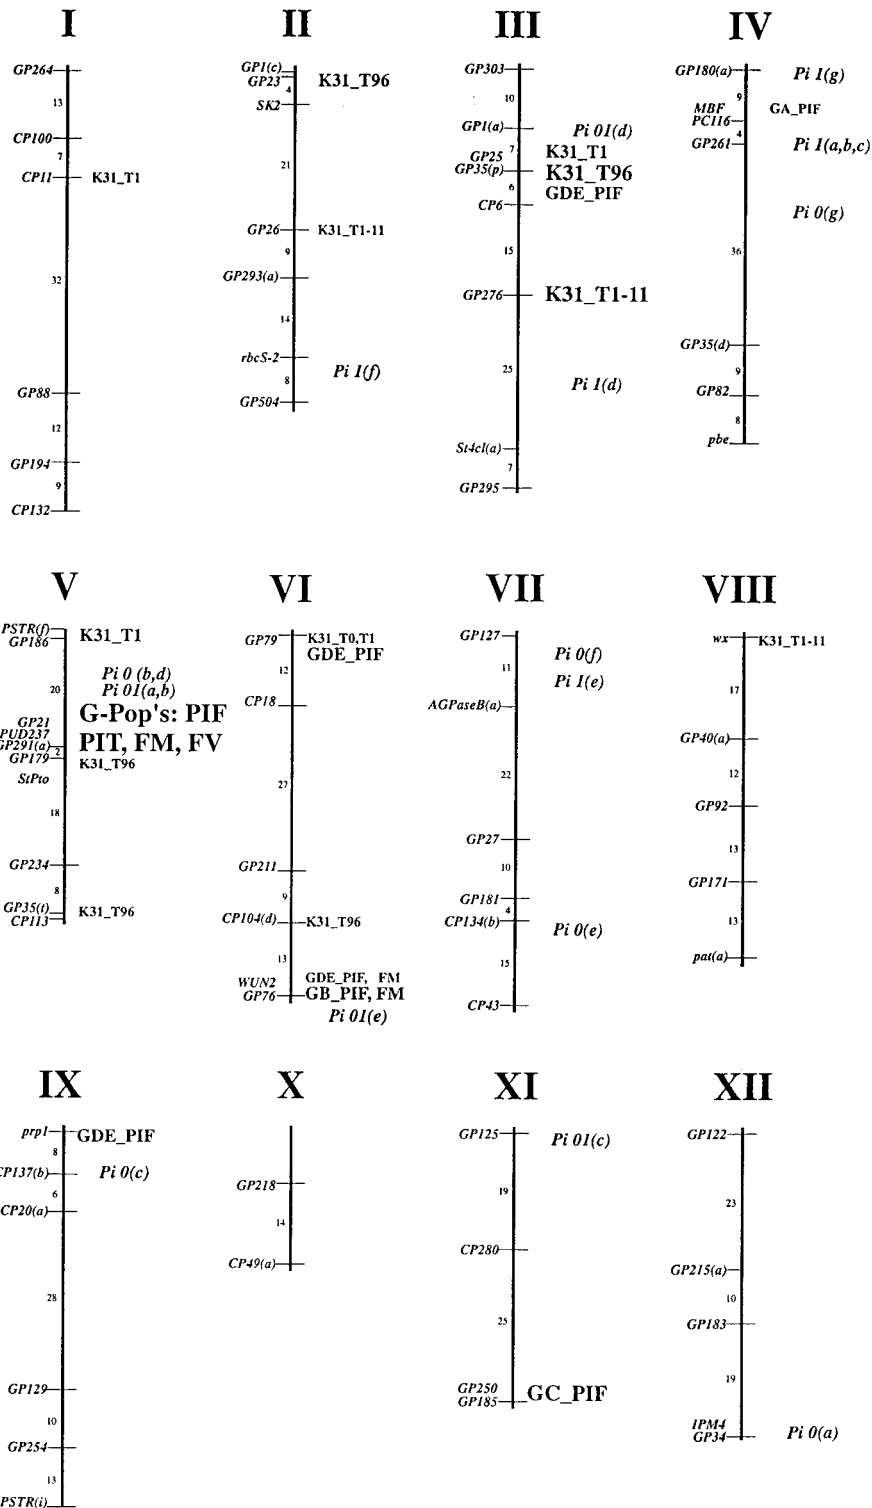 I
GP264
13
CP100
7
CP11 K31_T1
32
GP88
12
GP194
9
CP132
II
GP1(c)
GP23 K31_T96
4
SK2
21
GP26 K31_T1-11
9
GP293(a)
14
rbcS-2
Pi 1(f)
8
GP504
III
GP303
10
GP1(a) Pi 01(d)
7 K31_T1
GP25
GP35(p) K31_T96
6 GDE_PIF
CP6
15
GP276 K31_T1-11
25
Pi 1(d)
St4cl(a)
7
GP295
IV
GP180(a) Pi 1(g)
9
MBF GA_PIF
PC116
4
GP261 Pi 1(a,b,c)
Pi 0(g)
36
GP35(d)
9
GP82
8
pbe
V
PSTR(f)
GP186 K31_T1
Pi 0 (b,d)
20 Pi 01(a,b)
GP21 G-Pop's: PIF
PUD237
GP291(a) PIT, FM, FV
2
GP179 K31_T96
StPto
18
GP234
8
GP35(t) K31_T96
CP113
VI
GP79 K31_T0,T1
GDE_PIF
12
CP18
27
GP211
9
CP104(d) K31_T96
13
WUN2 GDE_PIF, FM
GP76 GB_PIF, FM
Pi 01(e)
VII
GP127
Pi 0(f)
11
Pi 1(e)
AGPaseB(a)
22
GP27
10
GP181
4
CP134(b) Pi 0(e)
15
CP43
VIII
wx K31_T1-11
17
GP40(a)
12
GP92
13
GP171
13
pat(a)
IX
prp1 GDE_PIF
8
CP137(b) Pi 0(c)
6
CP20(a)
28
GP129
10
GP254
13
PSTR(i)
X
GP218
14
CP49(a)
XI
GP125 Pi 01(c)
19
CP280
25
GP250 GC_PIF
GP185
XII
GP122
23
GP215(a)
10
GP183
19
IPM4
GP34 Pi 0(a)